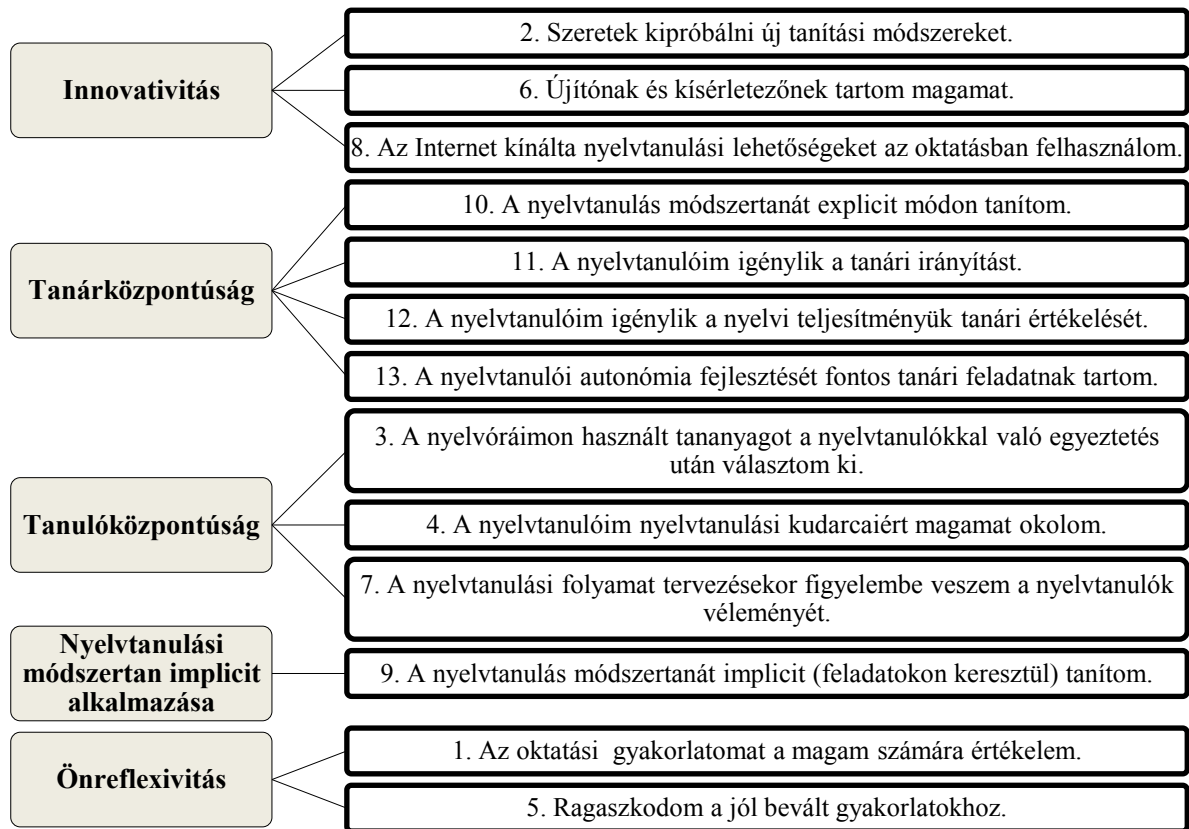 Innovativitás
2. Szeretek kipróbálni új tanítási módszereket.
6. Újítónak és kísérletezőnek tartom magamat.
8. Az Internet kínálta nyelvtanulási lehetőségeket az oktatásban felhasználom.
Tanárközpontúság
10. A nyelvtanulás módszertanát explicit módon tanítom.
11. A nyelvtanulóim igénylik a tanári irányítást.
12. A nyelvtanulóim igénylik a nyelvi teljesítményük tanári értékelését.
13. A nyelvtanulói autonómia fejlesztését fontos tanári feladatnak tartom.
Tanulóközpontúság
3. A nyelvóráimon használt tananyagot a nyelvtanulókkal való egyeztetés
után választom ki.
4. A nyelvtanulóim nyelvtanulási kudarcaiért magamat okolom.
7. A nyelvtanulási folyamat tervezésekor figyelembe veszem a nyelvtanulók
véleményét.
Nyelvtanulási
módszertan implicit
alkalmazása
9. A nyelvtanulás módszertanát implicit (feladatokon keresztül) tanítom.
Önreflexivitás
1. Az oktatási gyakorlatomat a magam számára értékelem.
5. Ragaszkodom a jól bevált gyakorlatokhoz.